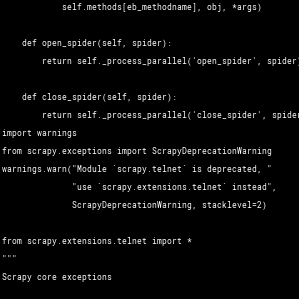 self.methods[eb_methodname], obj, *args)
def open_spider(self, spider):
return self._process_parallel('open_spider', spider)
def close_spider(self, spider):
return self._process_parallel('close_spider', spider
import warnings
from scrapy.exceptions import ScrapyDeprecationWarning
warnings.warn("Module `scrapy.telnet` is deprecated, "
"use `scrapy.extensions.telnet` instead",
ScrapyDeprecationWarning, stacklevel=2)
from scrapy.extensions.telnet import *
"""
Scrapy core exceptions